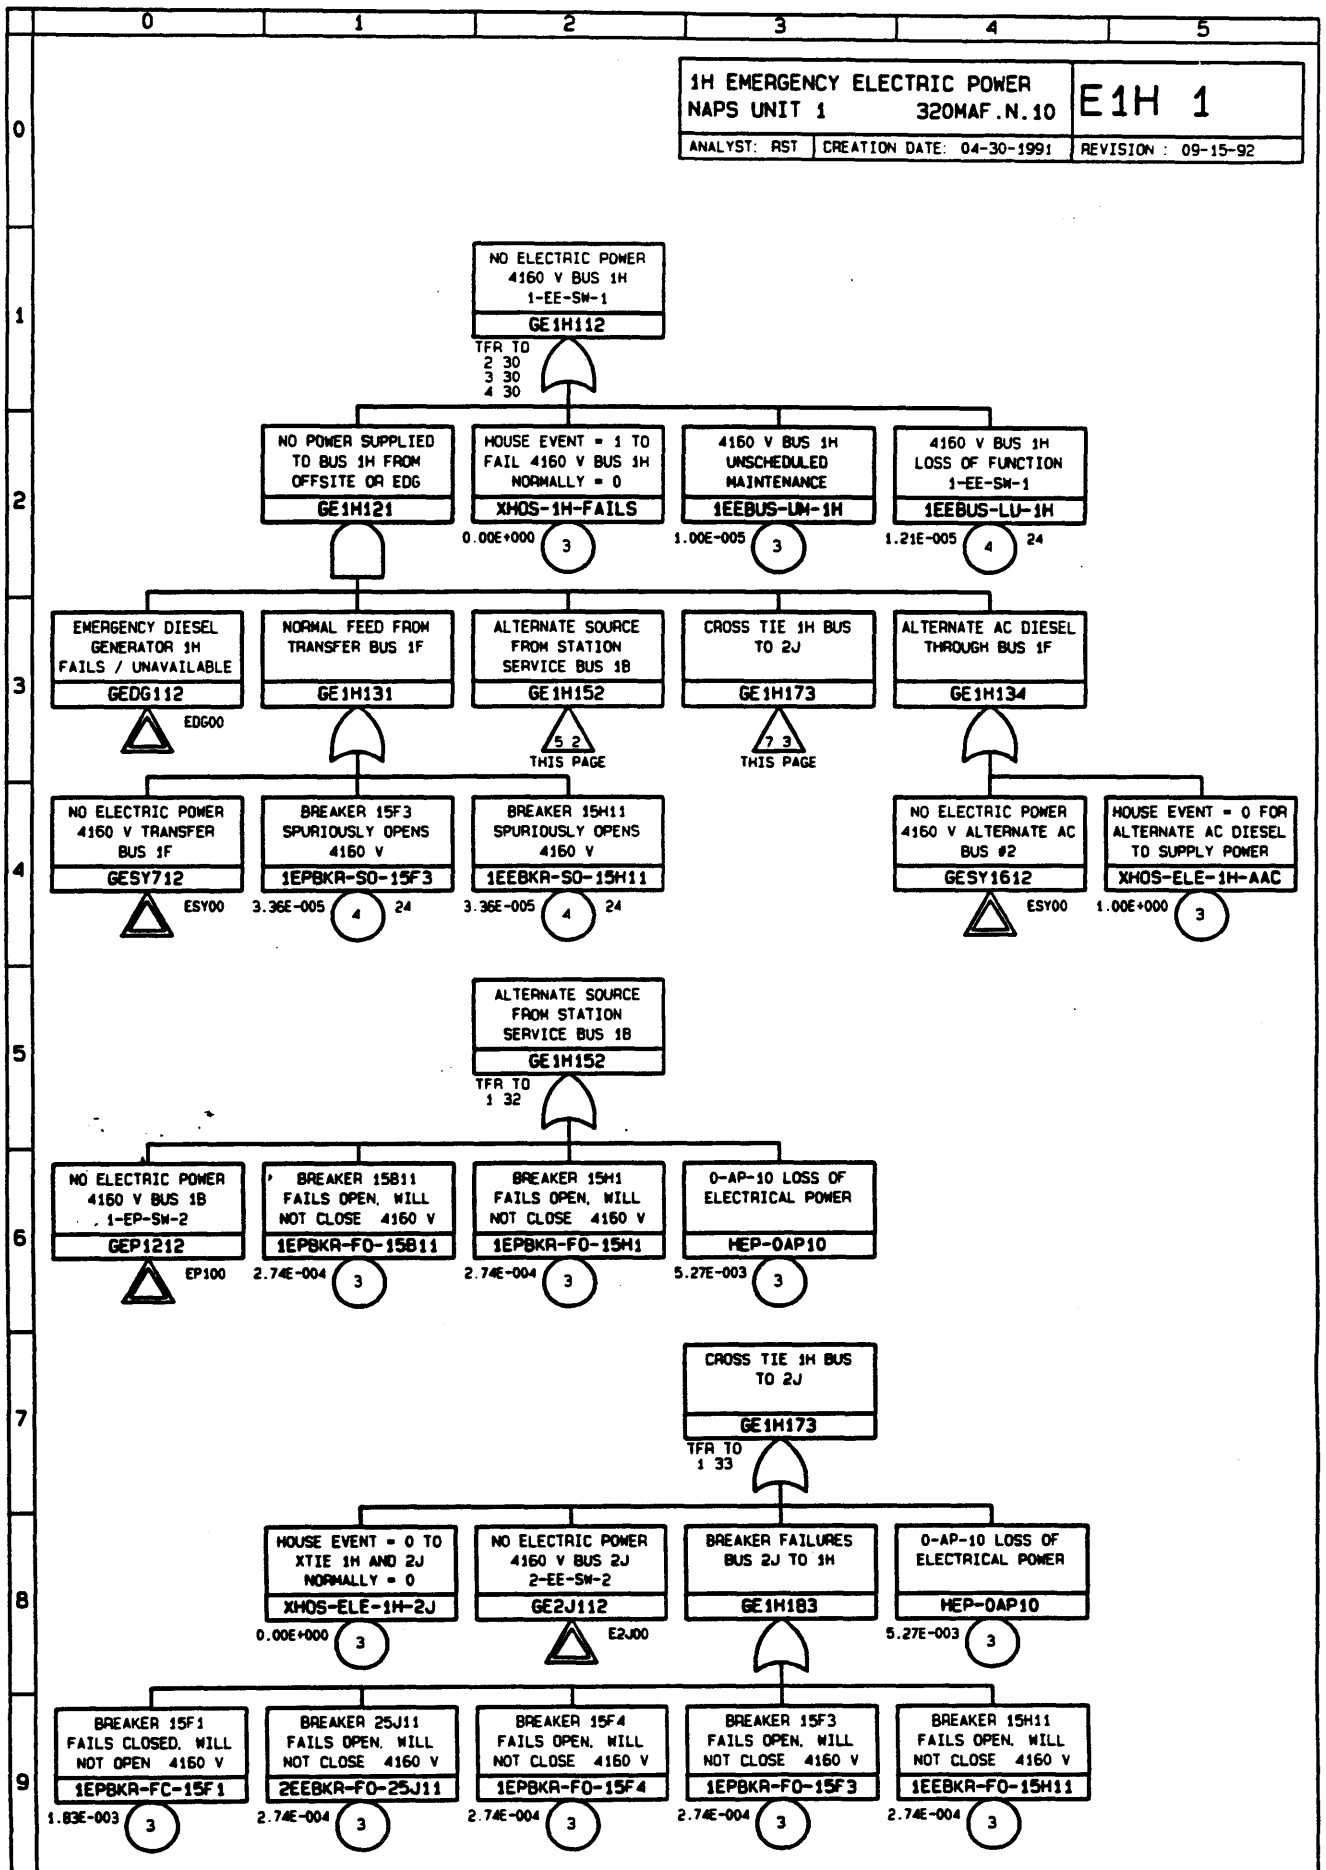 0 1 2 3 4 5
1H EMERGENCY ELECTRIC POWER
NAPS UNIT 1 320MAF.N.10
E1H 1
ANALYST: RST CREATION DATE: 04-30-1991 REVISION : 09-15-92
0
NO ELECTRIC POWER
4160 V BUS 1H
1-EE-SW-1
GE1H112
1
TFR TO
2 30
3 30
4 30
NO POWER SUPPLIED
TO BUS 1H FROM
OFFSITE OR EDG
GE1H121
HOUSE EVENT = 1 TO
FAIL 4160 V BUS 1H
NORMALLY = 0
XHOS-1H-FAILS
0.00E+000
3
4160 V BUS 1H
UNSCHEDULED
MAINTENANCE
1EEBUS-UM-1H
1.00E-005
3
4160 V BUS 1H
LOSS OF FUNCTION
1-EE-SW-1
1EEBUS-LU-1H
1.21E-005
4
24
2
EMERGENCY DIESEL
GENERATOR 1H
FAILS / UNAVAILABLE
GEDG112
EDG00
NORMAL FEED FROM
TRANSFER BUS 1F
GE1H131
ALTERNATE SOURCE
FROM STATION
SERVICE BUS 1B
GE1H152
5 2
THIS PAGE
CROSS TIE 1H BUS
TO 2J
GE1H173
7 3
THIS PAGE
ALTERNATE AC DIESEL
THROUGH BUS 1F
GE1H134
3
NO ELECTRIC POWER
4160 V TRANSFER
BUS 1F
GESY712
ESY00
BREAKER 15F3
SPURIOUSLY OPENS
4160 V
1EPBKR-SO-15F3
3.36E-005
4
24
BREAKER 15H11
SPURIOUSLY OPENS
4160 V
1EEBKR-SO-15H11
3.36E-005
4
24
NO ELECTRIC POWER
4160 V ALTERNATE AC
BUS #2
GESY1612
ESY00
HOUSE EVENT = 0 FOR
ALTERNATE AC DIESEL
TO SUPPLY POWER
XHOS-ELE-1H-AAC
1.00E+000
3
4
ALTERNATE SOURCE
FROM STATION
SERVICE BUS 1B
GE1H152
5
TFR TO
1 32
NO ELECTRIC POWER
4160 V BUS 1B
1-EP-SW-2
GEP1212
EP100
BREAKER 15B11
FAILS OPEN, WILL
NOT CLOSE 4160 V
1EPBKR-FO-15B11
2.74E-004
3
BREAKER 15H1
FAILS OPEN, WILL
NOT CLOSE 4160 V
1EPBKR-FO-15H1
2.74E-004
3
0-AP-10 LOSS OF
ELECTRICAL POWER
HEP-0AP10
5.27E-003
3
6
CROSS TIE 1H BUS
TO 2J
GE1H173
7
TFR TO
1 33
HOUSE EVENT = 0 TO
XTIE 1H AND 2J
NORMALLY = 0
XHOS-ELE-1H-2J
0.00E+000
3
NO ELECTRIC POWER
4160 V BUS 2J
2-EE-SW-2
GE2J112
E2J00
BREAKER FAILURES
BUS 2J TO 1H
GE1H183
0-AP-10 LOSS OF
ELECTRICAL POWER
HEP-0AP10
5.27E-003
3
8
BREAKER 15F1
FAILS CLOSED, WILL
NOT OPEN 4160 V
1EPBKR-FC-15F1
1.83E-003
3
BREAKER 25J11
FAILS OPEN, WILL
NOT CLOSE 4160 V
2EEBKR-FO-25J11
2.74E-004
3
BREAKER 15F4
FAILS OPEN, WILL
NOT CLOSE 4160 V
1EPBKR-FO-15F4
2.74E-004
3
BREAKER 15F3
FAILS OPEN, WILL
NOT CLOSE 4160 V
1EPBKR-FO-15F3
2.74E-004
3
BREAKER 15H11
FAILS OPEN, WILL
NOT CLOSE 4160 V
1EEBKR-FO-15H11
2.74E-004
3
9